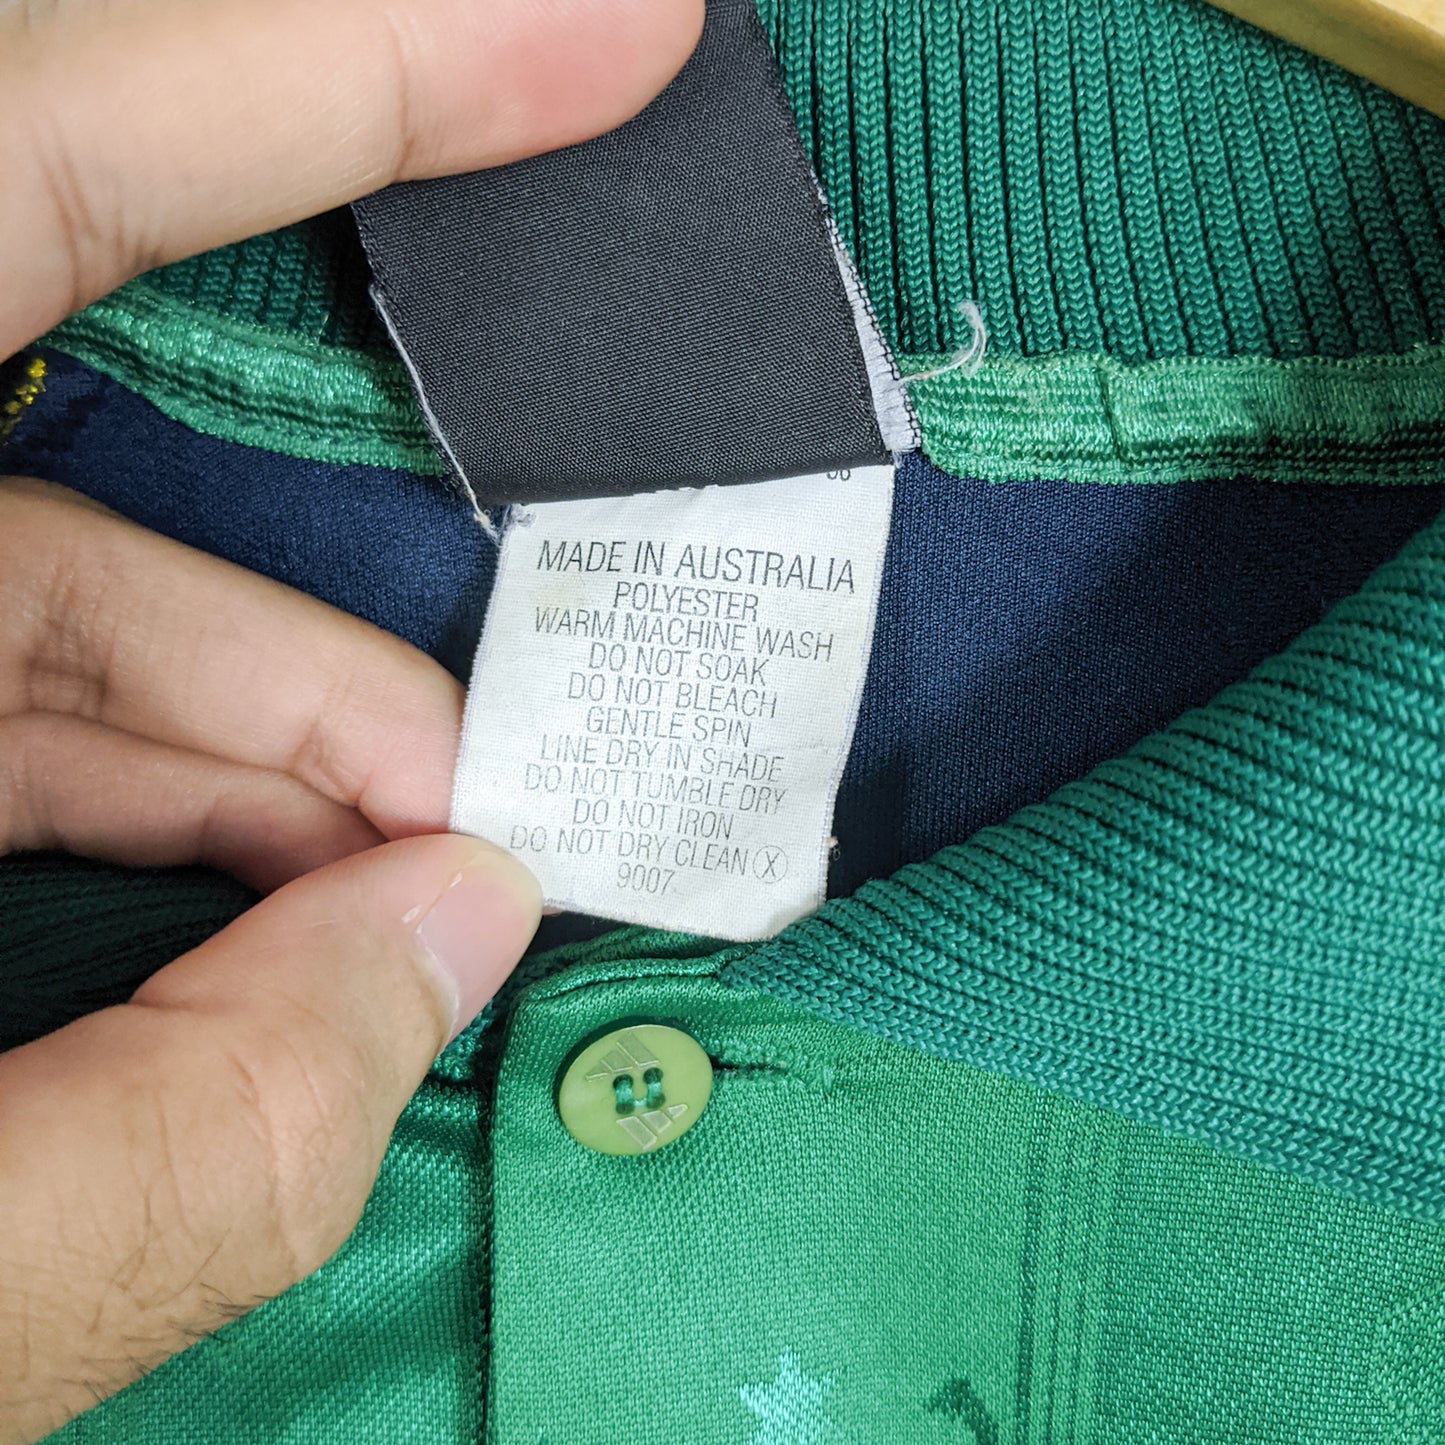 MADE IN AUSTRALIA
POLYESTER
WARM MACHINE WASH
DO NOT SOAK
DO NOT BLEACH
GENTLE SPIN
LINE DRY IN SHADE
DO NOT TUMBLE DRY
DO NOT IRON
DO NOT DRY CLEAN Ⓧ
9007